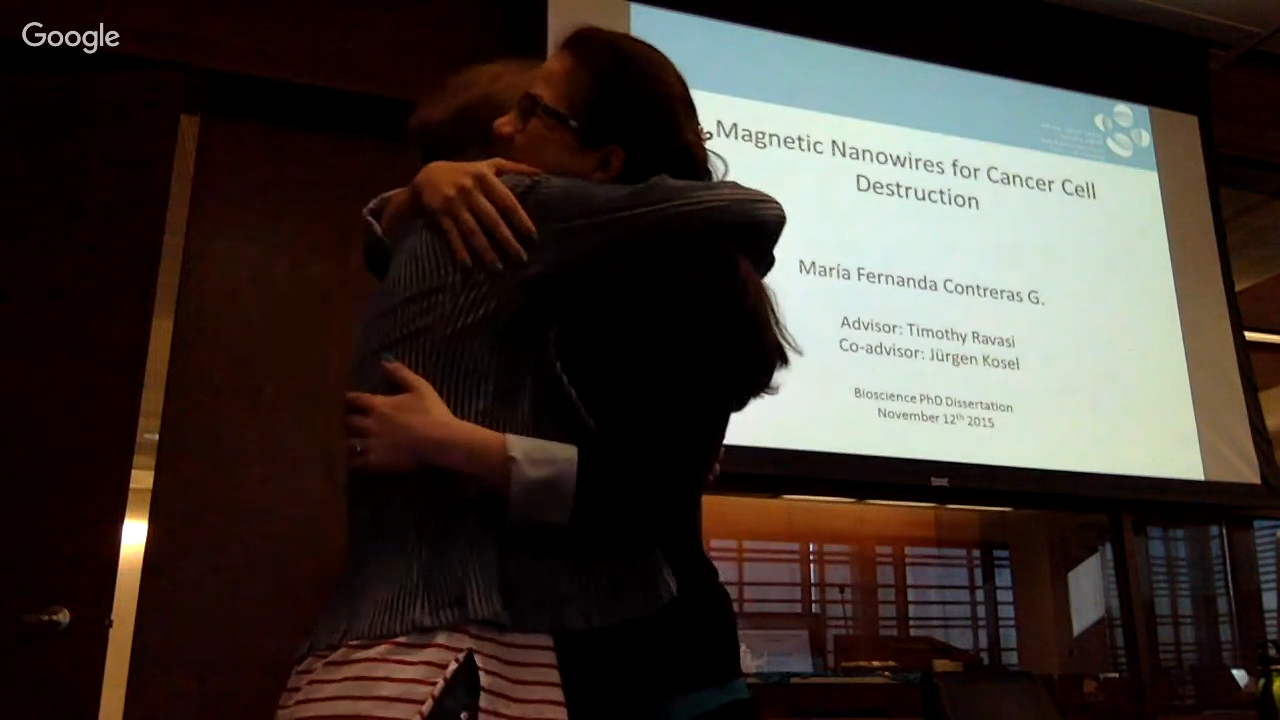 Google
Magnetic Nanowires for Cancer Cell
Destruction
María Fernanda Contreras G.
Advisor: Timothy Ravasi
Co-advisor: Jürgen Kosel
Bioscience PhD Dissertation
November 12th 2015